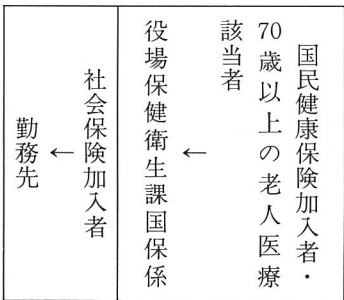 国民健康保険加入者・
70歳以上の老人医療
該当者
↓
役場保健衛生課国保係
社会保険加入者
↓
勤務先